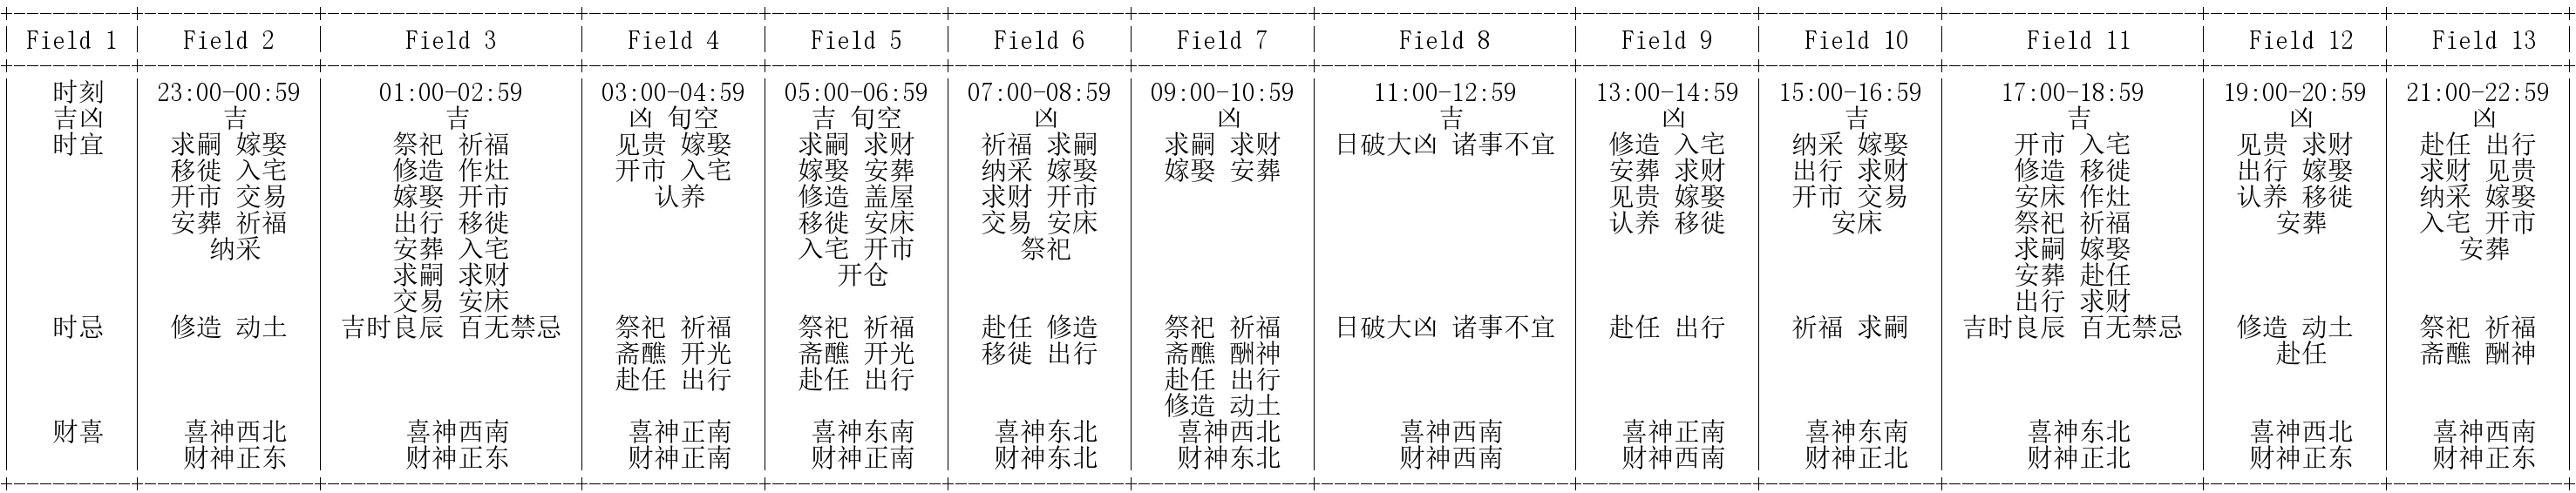 Field 1 Field 2 Field 3 Field 4 Field 5 Field 6 Field 7 Field 8 Field 9 Field 10 Field 11 Field 12 Field 13
时刻 23:00-00:59 01:00-02:59 03:00-04:59 05:00-06:59 07:00-08:59 09:00-10:59 11:00-12:59 13:00-14:59 15:00-16:59 17:00-18:59 19:00-20:59 21:00-22:59
吉凶 吉 吉 凶 旬空 吉 旬空 凶 凶 吉 凶 吉 吉 凶 凶
时宜 求嗣 嫁娶 祭祀 祈福 见贵 嫁娶 求嗣 求财 祈福 求嗣 求嗣 求财 日破大凶 诸事不宜 修造 入宅 纳采 嫁娶 开市 入宅 见贵 求财 赴任 出行
移徙 入宅 修造 作灶 开市 入宅 嫁娶 安葬 纳采 嫁娶 嫁娶 安葬 安葬 求财 出行 求财 修造 移徙 出行 嫁娶 求财 见贵
开市 交易 嫁娶 开市 认养 修造 盖屋 求财 开市 见贵 嫁娶 开市 交易 安床 作灶 认养 移徙 纳采 嫁娶
安葬 祈福 出行 移徙 移徙 安床 交易 安床 认养 移徙 安床 祭祀 祈福 安葬 入宅 开市
纳采 安葬 入宅 入宅 开市 祭祀 求嗣 嫁娶 安葬
求嗣 求财 开仓 安葬 赴任
交易 安床 出行 求财
时忌 修造 动土 吉时良辰 百无禁忌 祭祀 祈福 祭祀 祈福 赴任 修造 祭祀 祈福 日破大凶 诸事不宜 赴任 出行 祈福 求嗣 吉时良辰 百无禁忌 修造 动土 祭祀 祈福
斋醮 开光 斋醮 开光 移徙 出行 斋醮 酬神 赴任 斋醮 酬神
赴任 出行 赴任 出行 赴任 出行
修造 动土
财喜 喜神西北 喜神西南 喜神正南 喜神东南 喜神东北 喜神西北 喜神西南 喜神正南 喜神东南 喜神东北 喜神西北 喜神西南
财神正东 财神正东 财神正南 财神正南 财神东北 财神东北 财神西南 财神西南 财神正北 财神正北 财神正东 财神正东